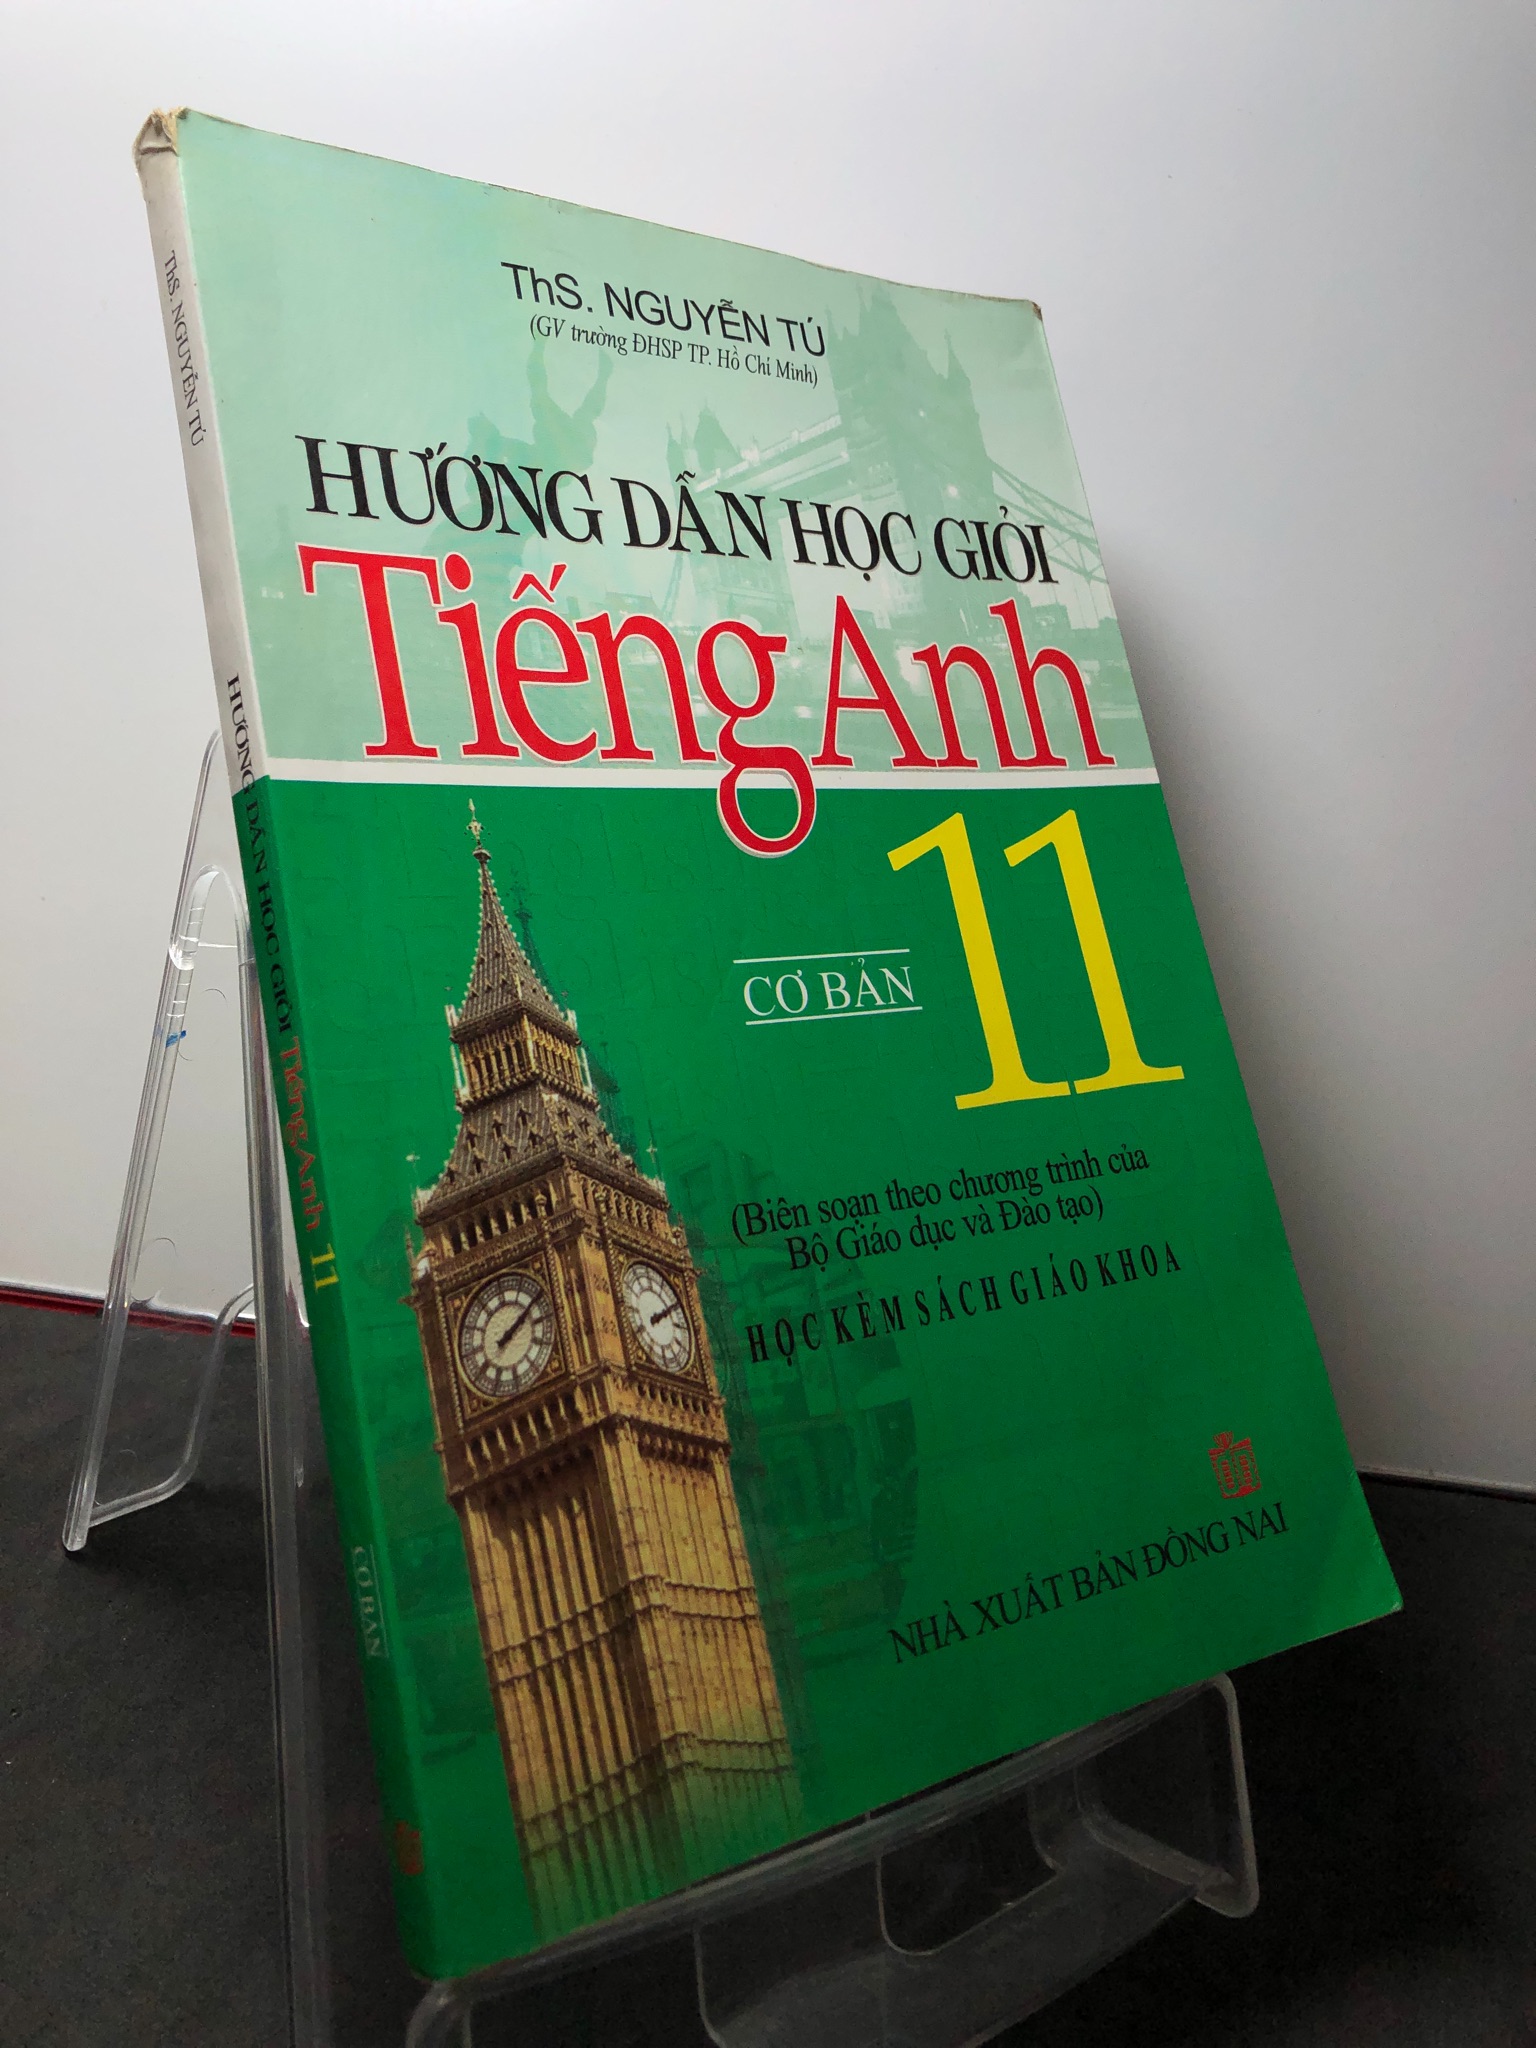 ThS. NGUYỄN TÚ
(GV trường ĐHSP TP. Hồ Chí Minh)
HƯỚNG DẪN HỌC GIỎI
Tiếng Anh
11
CƠ BẢN
(Biên soạn theo chương trình của
Bộ Giáo dục và Đào tạo)
HỌC KÈM SÁCH GIÁO KHOA
NHÀ XUẤT BẢN ĐỒNG NAI
ThS. NGUYỄN TÚ
HƯỚNG DẪN HỌC GIỎI Tiếng Anh 11
CƠ BẢN